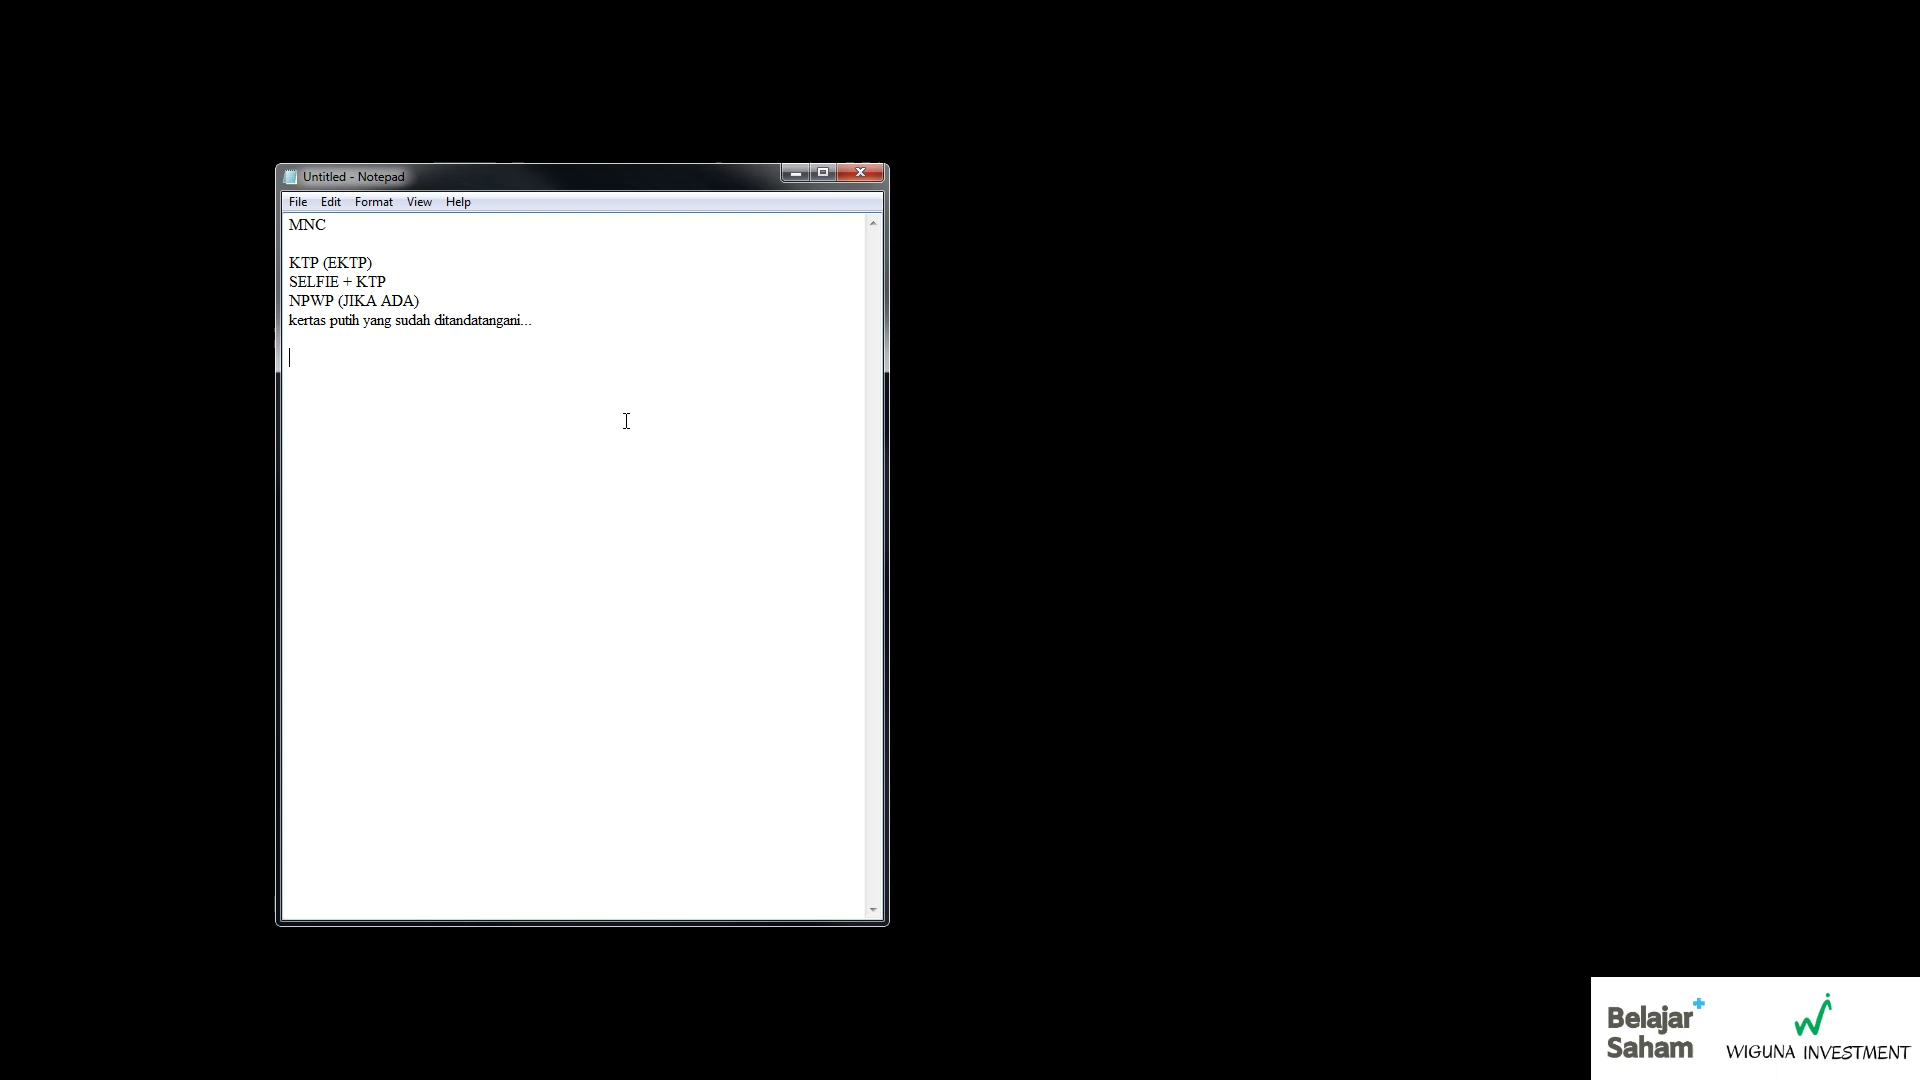 Untitled - Notepad
File Edit Format View Help
MNC
KTP (EKTP)
SELFIE + KTP
NPWP (JIKA ADA)
kertas putih yang sudah ditandatangani...
Belajar+
Saham
WIGUNA INVESTMENT